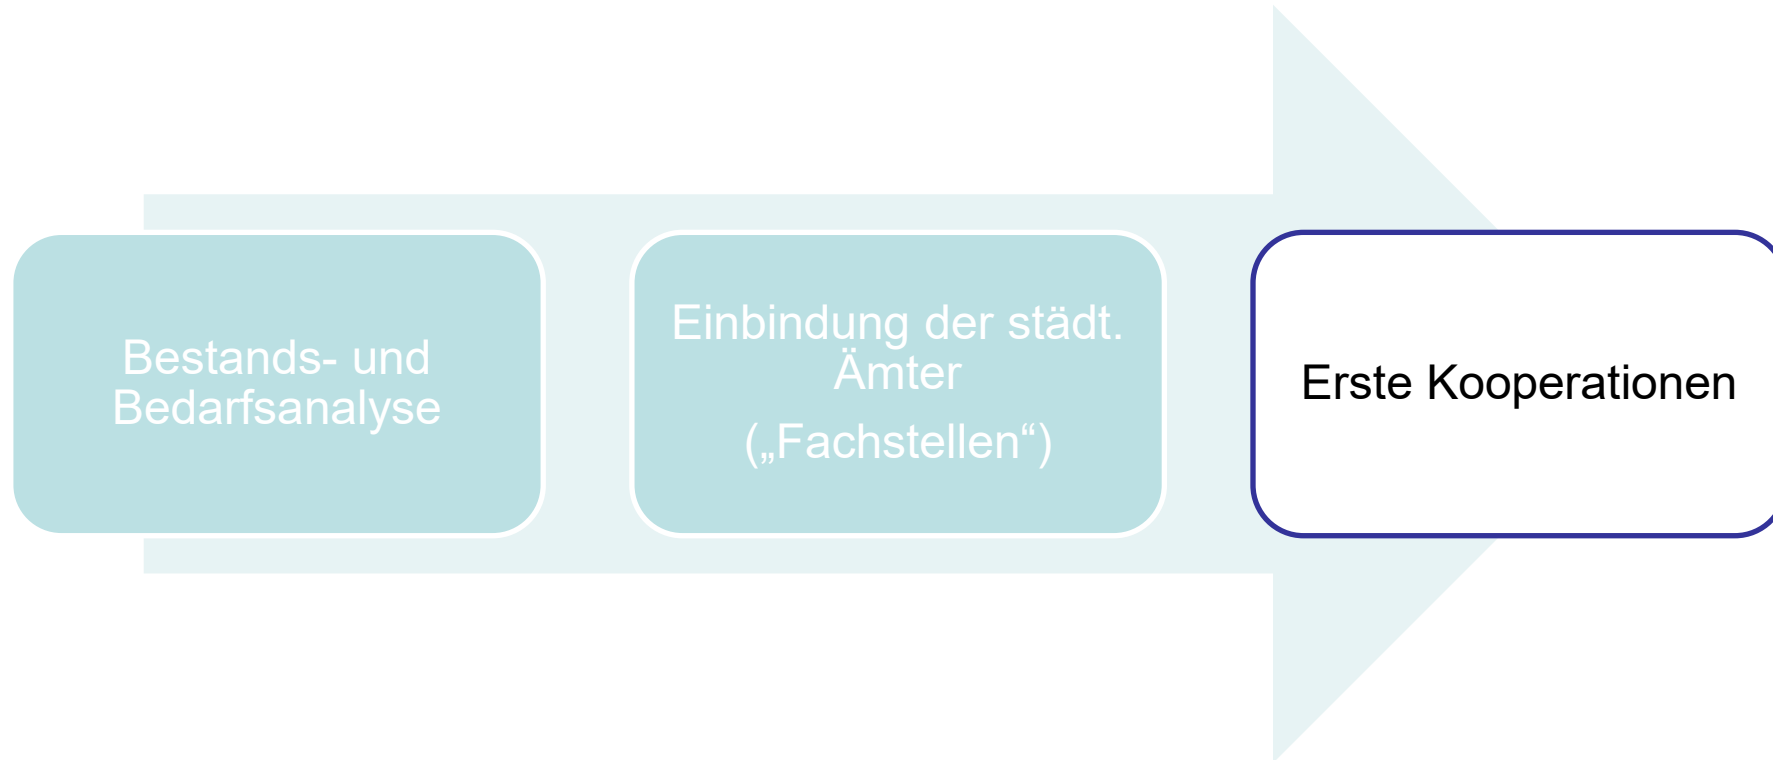 Bestands- und
Bedarfsanalyse
Einbindung der städt.
Ämter
(„Fachstellen“)
Erste Kooperationen